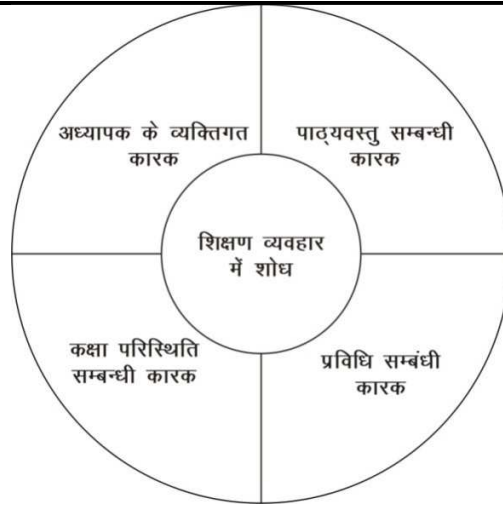 अध्यापक के व्यक्तिगत
कारक
पाठ्यवस्तु सम्बन्धी
कारक
शिक्षण व्यवहार
में शोध
कक्षा परिस्थिति
सम्बन्धी कारक
प्रविधि सम्बंधी
कारक